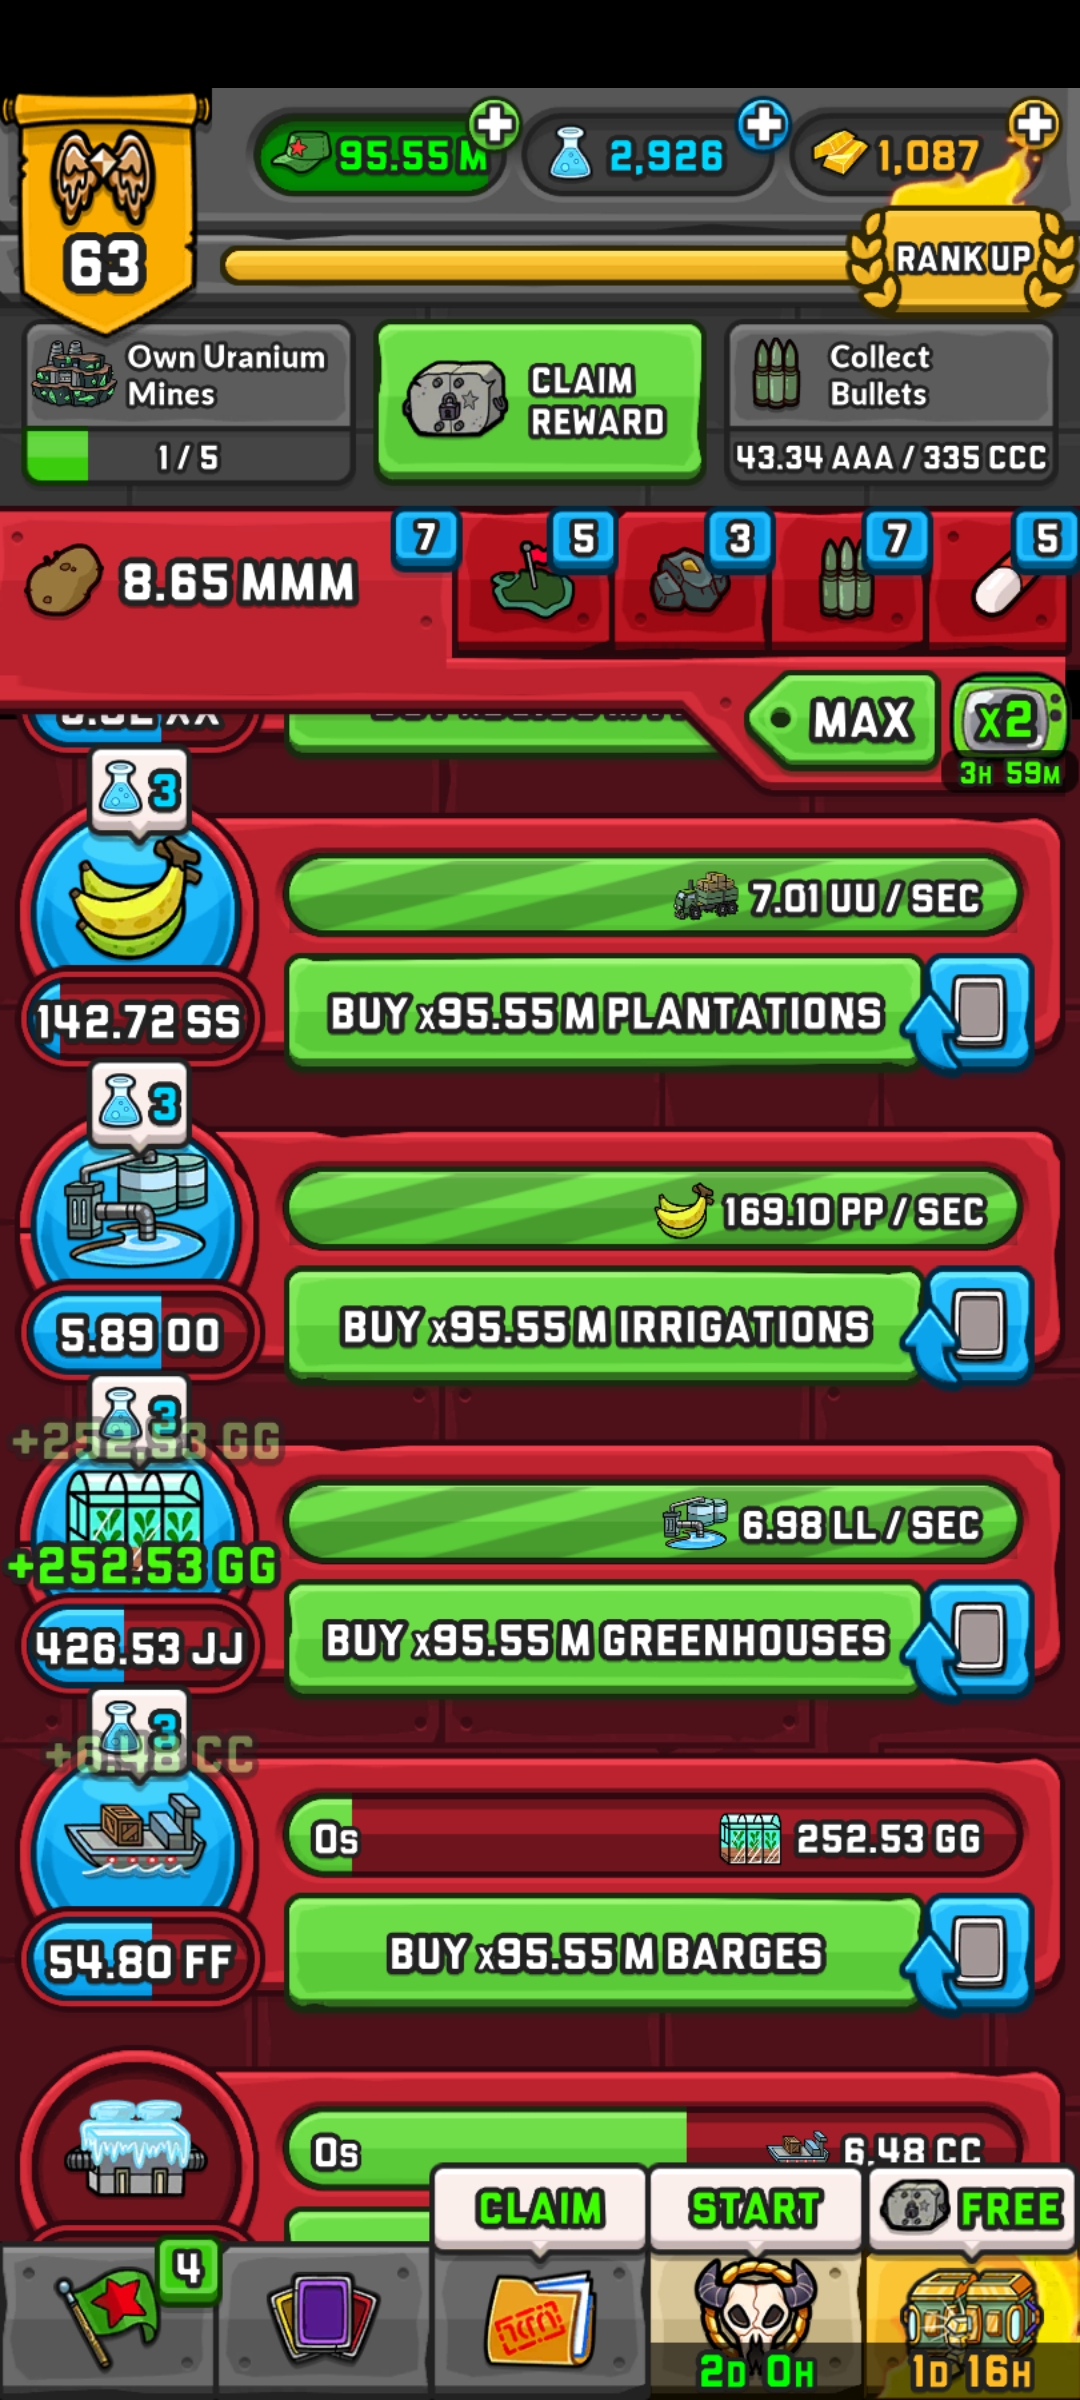 95.55 M
2,926
1,087
63
RANK UP
Own Uranium
Mines
1 / 5
CLAIM
REWARD
Collect
Bullets
43.34 AAA / 335 CCC
8.65 MMM
7
5
3
7
5
MAX
x2
3H 59M
3
7.01 UU / SEC
142.72 SS
BUY x95.55 M PLANTATIONS
3
169.10 PP / SEC
5.89 OO
BUY x95.55 M IRRIGATIONS
3
+252.53 GG
6.98 LL / SEC
+252.53 GG
426.53 JJ
BUY x95.55 M GREENHOUSES
3
+6.48 CC
0s
252.53 GG
54.80 FF
BUY x95.55 M BARGES
0s
6.48 CC
CLAIM
START
FREE
4
2D 0H
1D 16H